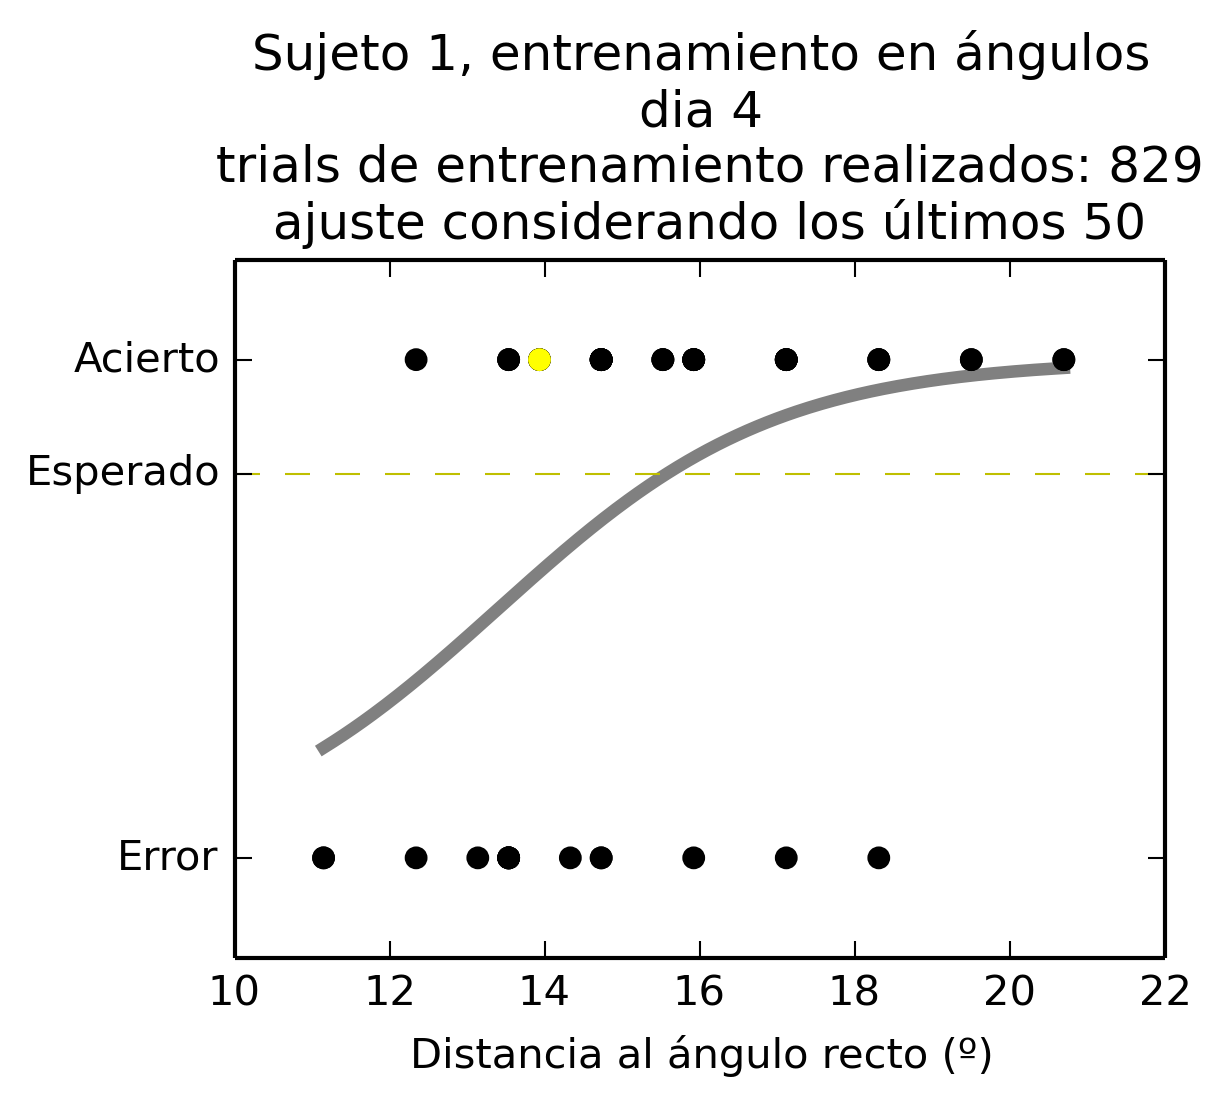 Sujeto 1, entrenamiento en ángulos
dia 4
trials de entrenamiento realizados: 829
ajuste considerando los últimos 50
Acierto
Esperado
Error
10 12 14 16 18 20 22
Distancia al ángulo recto (º)